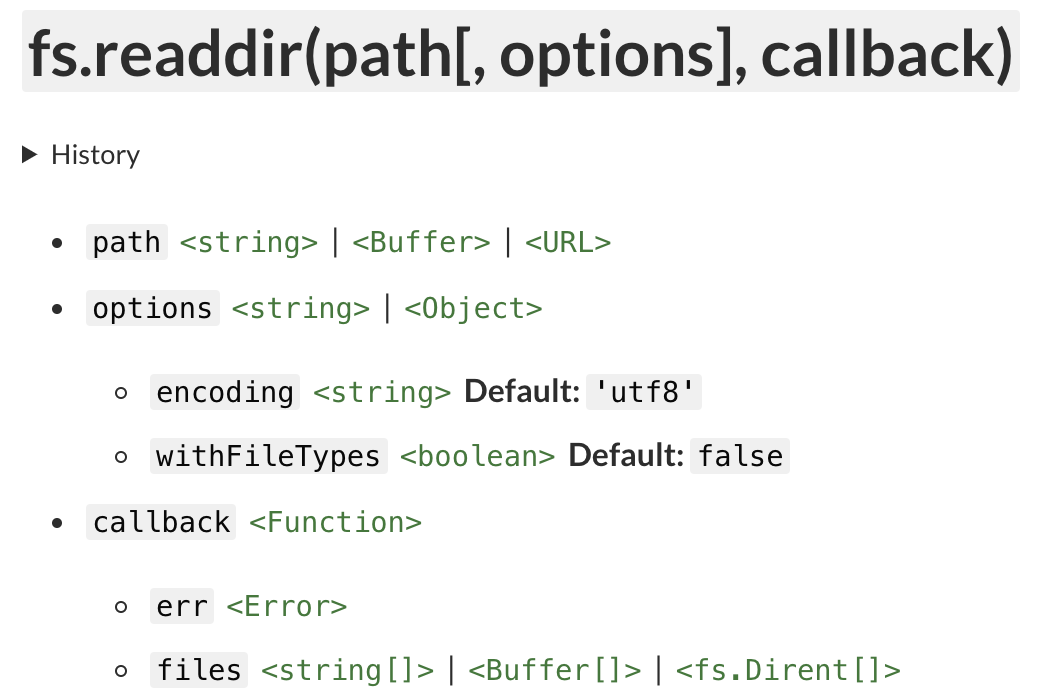 fs.readdir(path[, options], callback)
History
path <string> | <Buffer> | <URL>
options <string> | <Object>
encoding <string> Default: 'utf8'
withFileTypes <boolean> Default: false
callback <Function>
err <Error>
files <string[]> | <Buffer[]> | <fs.Dirent[]>